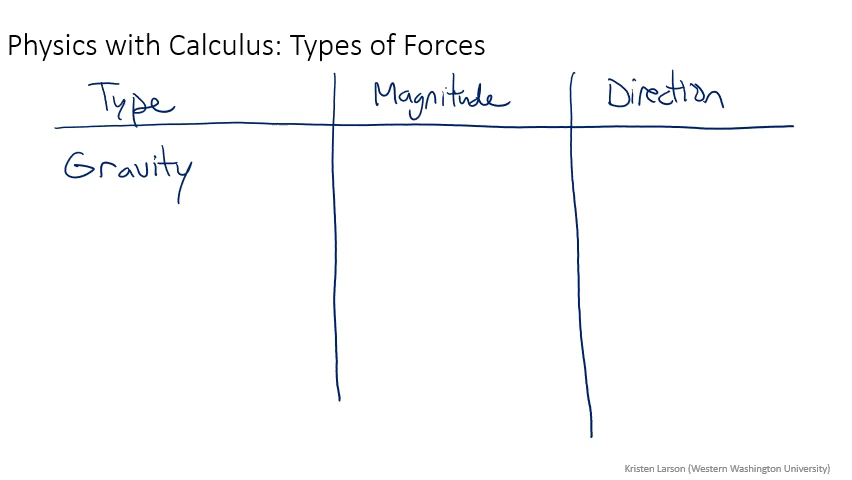 Physics with Calculus: Types of Forces
Type Magnitude Direction
Gravity
Kristen Larson (Western Washington University)